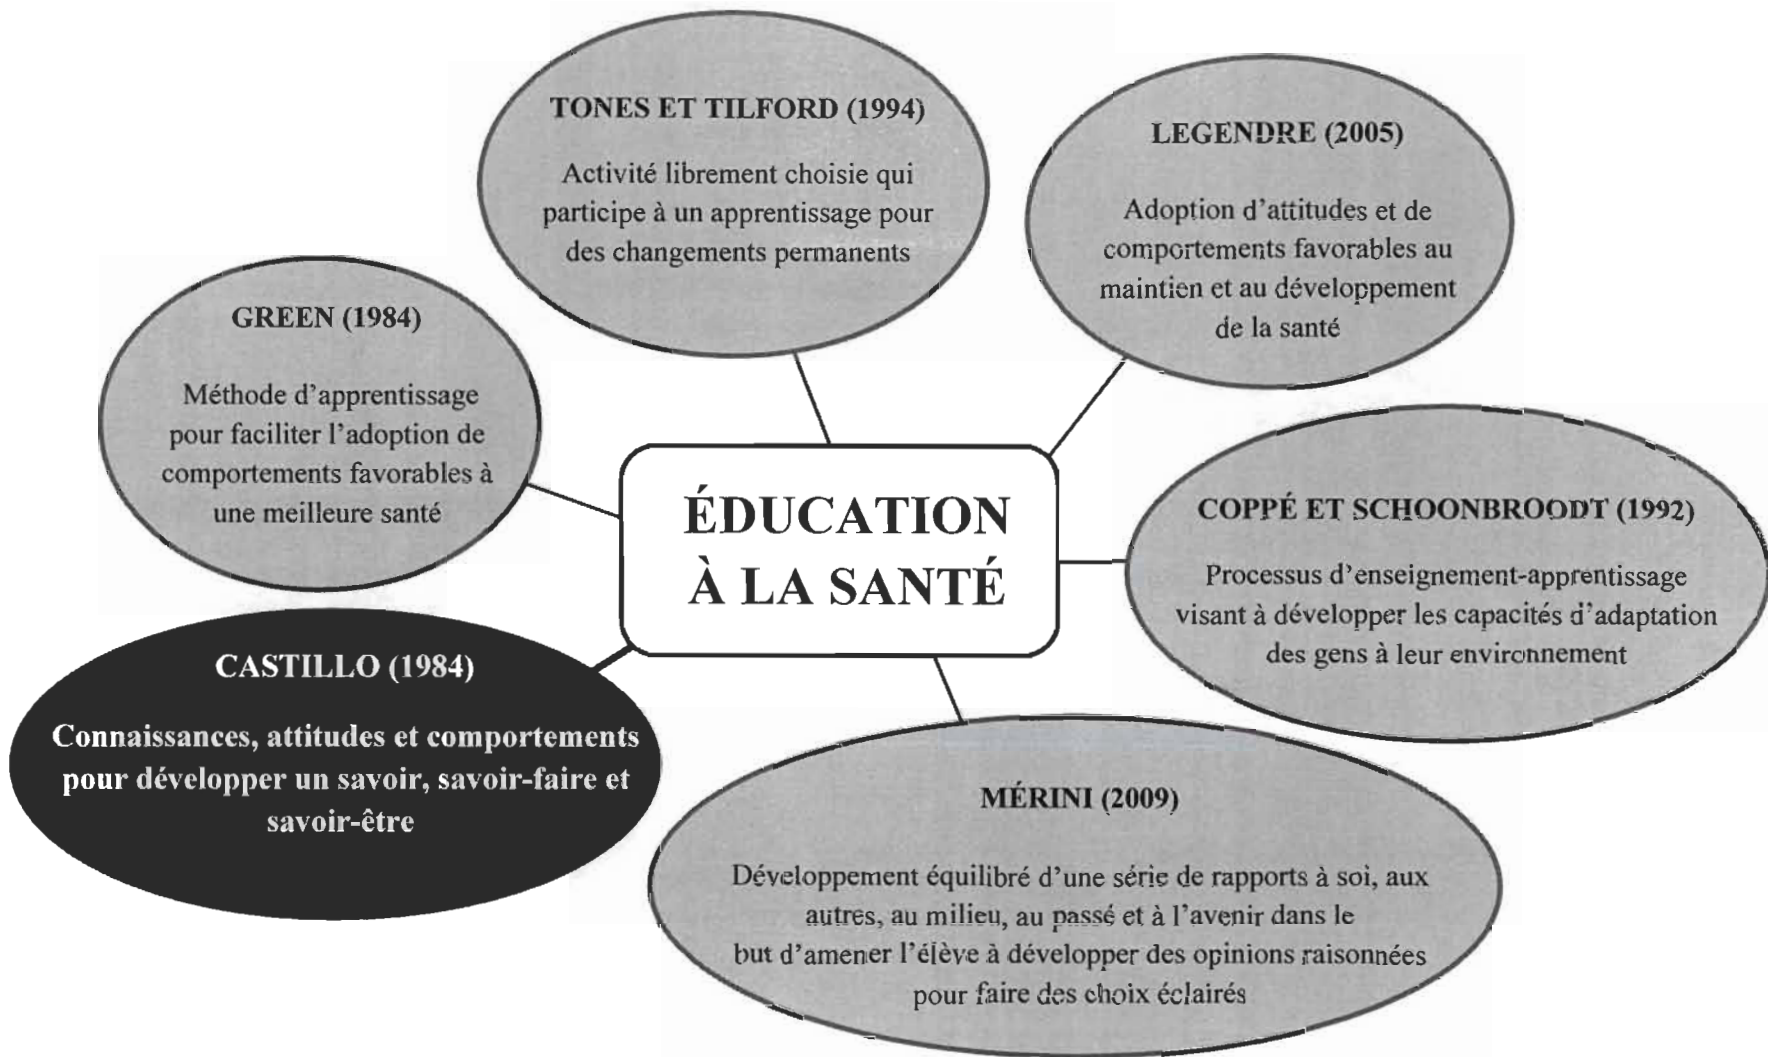 TONES ET TILFORD (1994)
Activité librement choisie qui
participe à un apprentissage pour
des changements permanents
LEGENDRE (2005)
Adoption d'attitudes et de
comportements favorables au
maintien et au développement
de la santé
GREEN (1984)
Méthode d'apprentissage
pour faciliter l'adoption de
comportements favorables à
une meilleure santé
ÉDUCATION
À LA SANTÉ
COPPÉ ET SCHOONBROODT (1992)
Processus d'enseignement-apprentissage
visant à développer les capacités d'adaptation
des gens à leur environnement
CASTILLO (1984)
Connaissances, attitudes et comportements
pour développer un savoir, savoir-faire et
savoir-être
MÉRINI (2009)
Développement équilibré d'une série de rapports à soi, aux
autres, au milieu, au passé et à l'avenir dans le
but d'amener l'élève à développer des opinions raisonnées
pour faire des choix éclairés